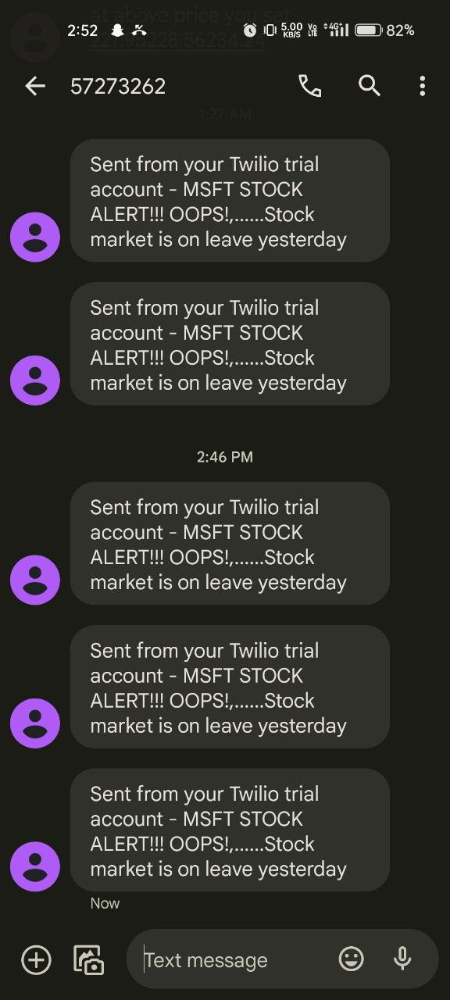 at above price you set
2:52 5.00 KB/S Vo LTE 4G+ 82%
57273262
1:27 AM
Sent from your Twilio trial
account - MSFT STOCK
ALERT!!! OOPS!,......Stock
market is on leave yesterday
Sent from your Twilio trial
account - MSFT STOCK
ALERT!!! OOPS!,......Stock
market is on leave yesterday
2:46 PM
Sent from your Twilio trial
account - MSFT STOCK
ALERT!!! OOPS!,......Stock
market is on leave yesterday
Sent from your Twilio trial
account - MSFT STOCK
ALERT!!! OOPS!,......Stock
market is on leave yesterday
Sent from your Twilio trial
account - MSFT STOCK
ALERT!!! OOPS!,......Stock
market is on leave yesterday
Now
Text message